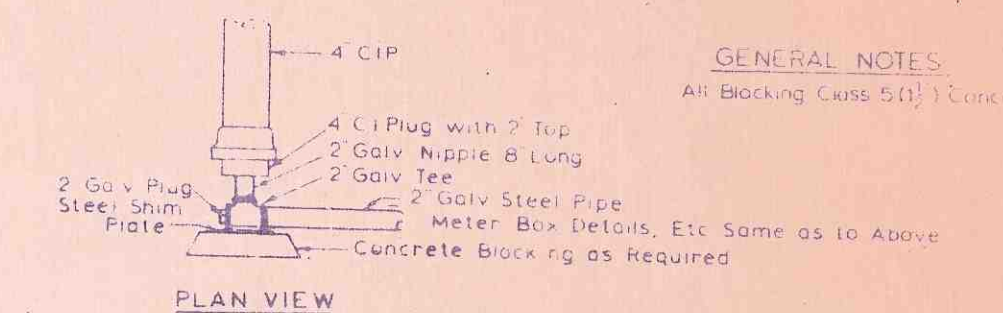 4" CIP
GENERAL NOTES
All Blocking Class 5 (1½") Conc
4" CI Plug with 2" Tap
2" Galv Nipple 8" Long
2" Galv Tee
2" Galv Plug
2" Galv Steel Pipe
Steel Shim
Plate
Meter Box Details, Etc Same as to Above
Concrete Blocking as Required
PLAN VIEW